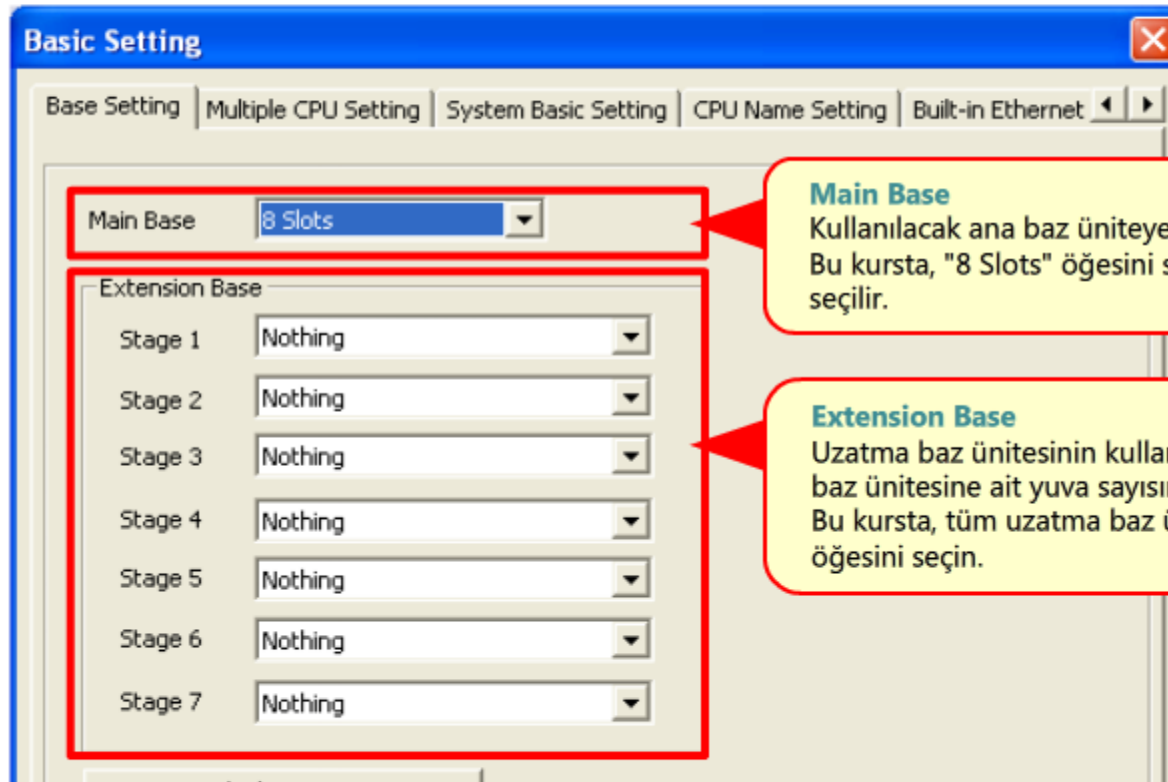 Basic Setting
Base Setting
Multiple CPU Setting
System Basic Setting
CPU Name Setting
Built-in Ethernet
Main Base
8 Slots
Main Base
Kullanılacak ana baz üniteye
Bu kursta, "8 Slots" öğesini
seçilir.
Extension Base
Stage 1
Nothing
Stage 2
Nothing
Stage 3
Nothing
Stage 4
Nothing
Stage 5
Nothing
Stage 6
Nothing
Stage 7
Nothing
Extension Base
Uzatma baz ünitesinin
baz ünitesine ait yuva
Bu kursta, tüm uzatma baz
öğesini seçin.